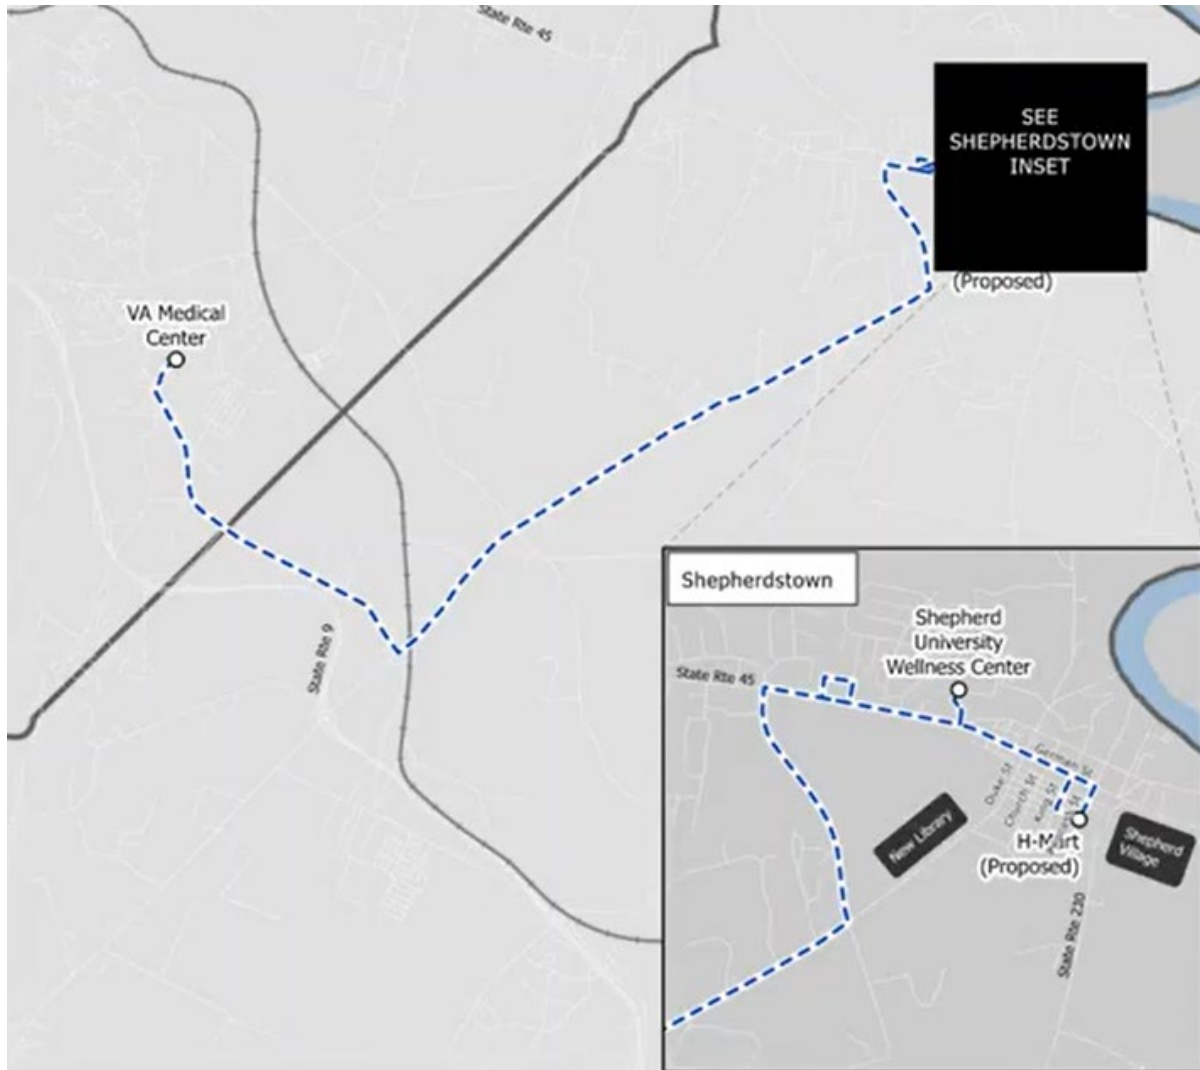 State Rte 45
SEE
SHEPHERDSTOWN
INSET
(Proposed)
VA Medical
Center
State Rte 9
Shepherdstown
Shepherd
University
Wellness Center
State Rte 45
German St
Duke St
Church St
King St
New Library
H-Mart
(Proposed)
Shepherd
Village
State Rte 230